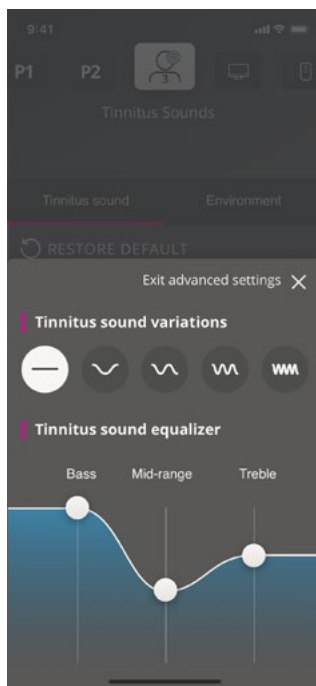 9:41
P1 P2 3
Tinnitus Sounds
Tinnitus sound Environment
RESTORE DEFAULT
Exit advanced settings
Tinnitus sound variations
Tinnitus sound equalizer
Bass Mid-range Treble